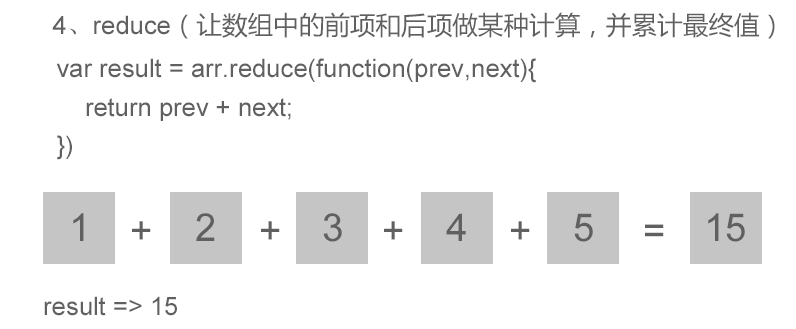 4、reduce（让数组中的前项和后项做某种计算，并累计最终值）
var result = arr.reduce(function(prev,next){
return prev + next;
})
1 + 2 + 3 + 4 + 5 = 15
result => 15